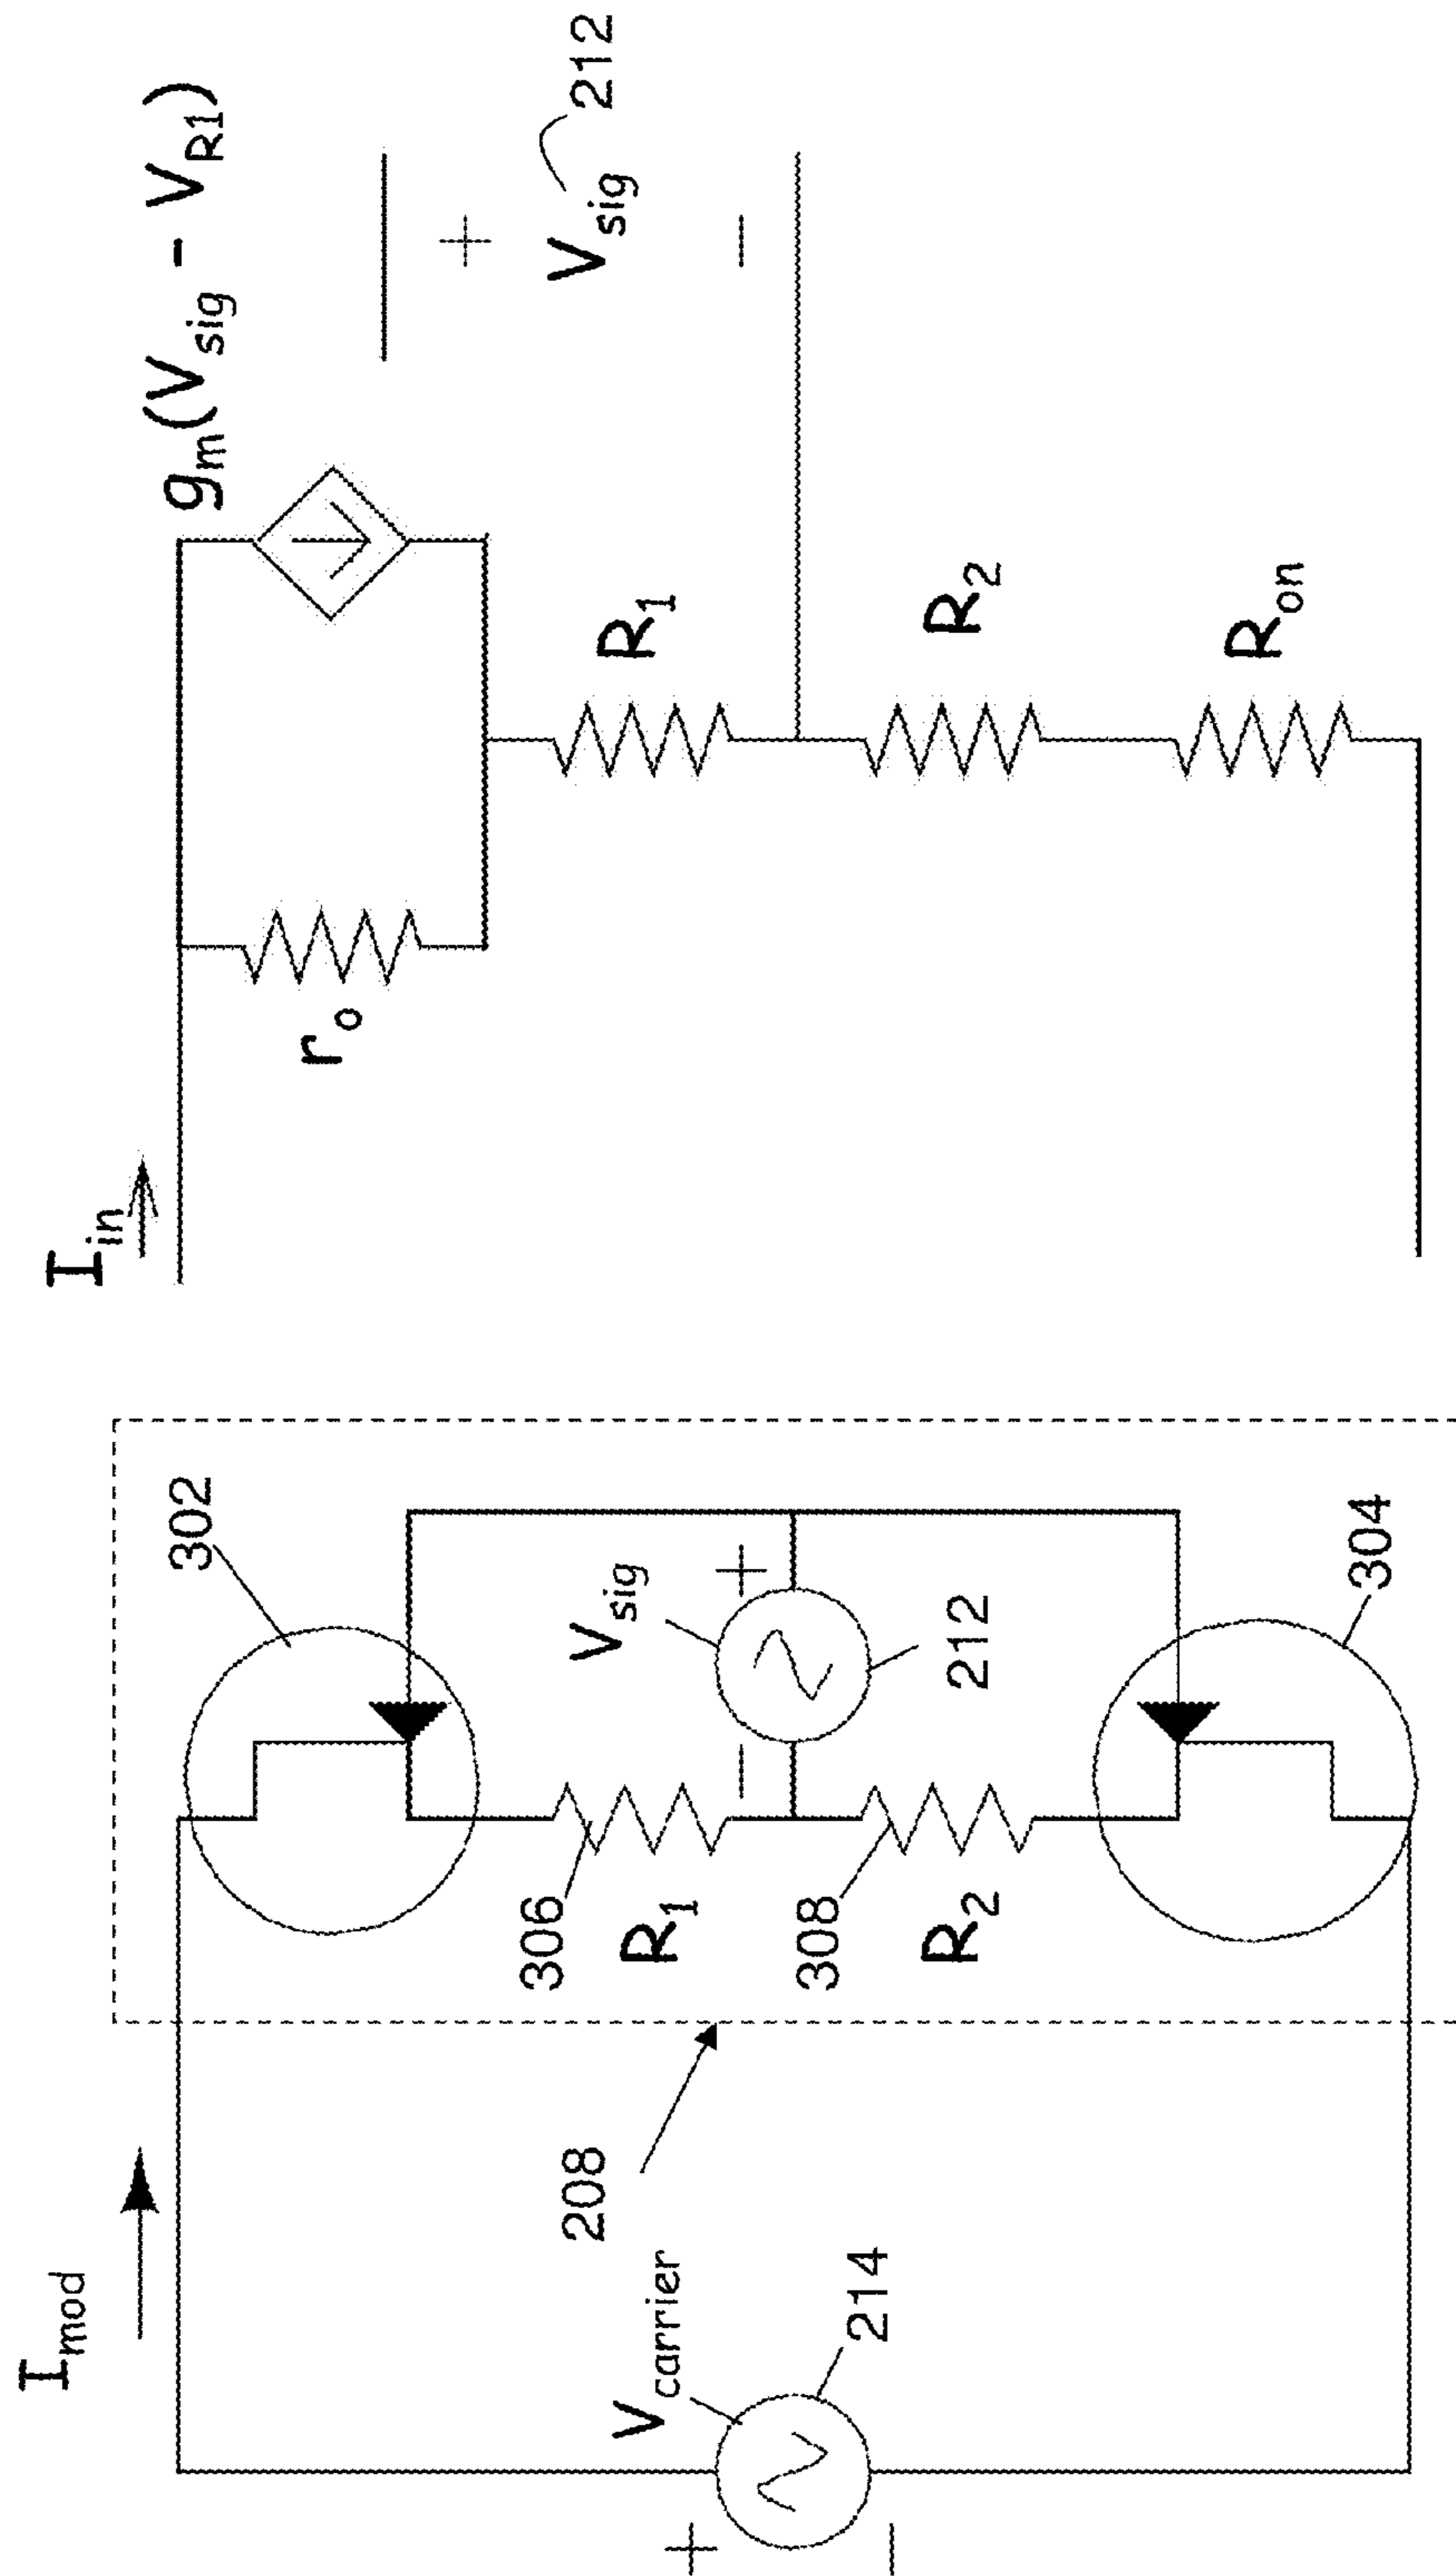 I_mod
V_carrier
214
+
−
208
302
306
R_1
308
R_2
V_sig
+
−
212
304
I_in
r_o
g_m(V_sig - V_R1)
R_1
R_2
R_on
+
V_sig
212
−